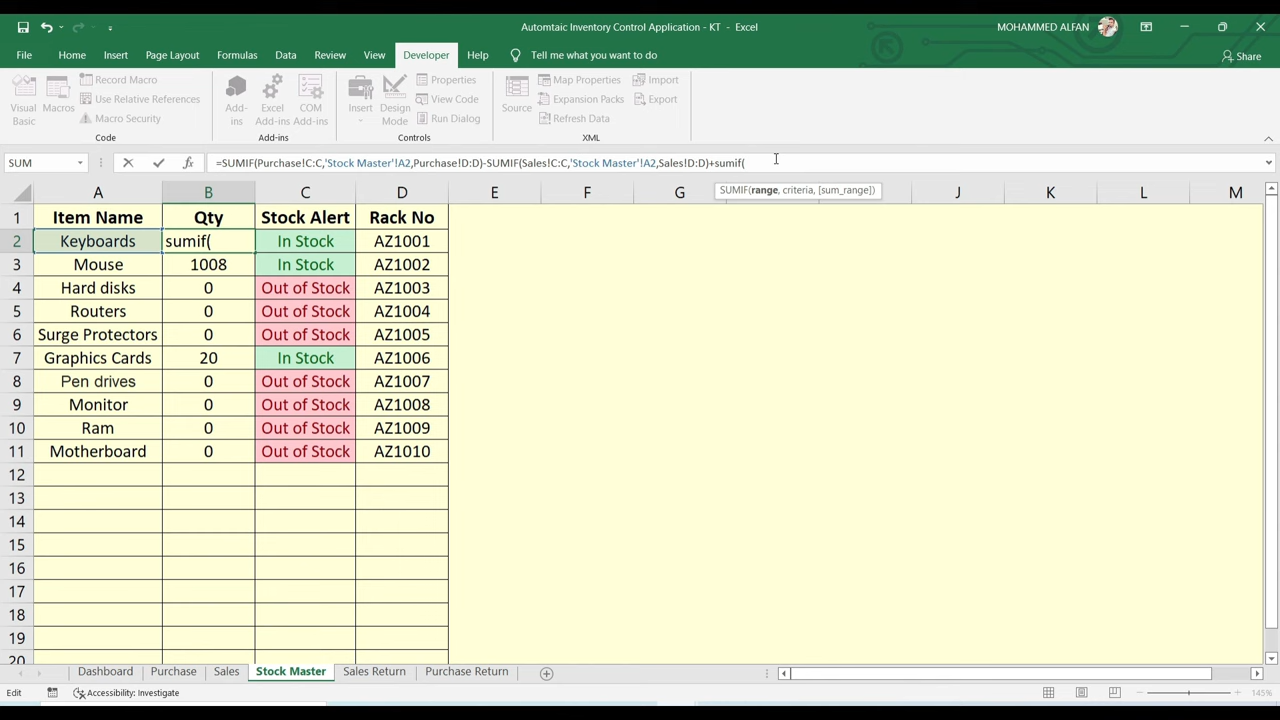 Automtaic Inventory Control Application - KT - Excel
MOHAMMED ALFAN
File Home Insert Page Layout Formulas Data Review View Developer Help Tell me what you want to do Share
Visual Basic
Macros
Record Macro
Use Relative References
Macro Security
Code
Add-ins
Excel Add-ins
COM Add-ins
Add-ins
Insert
Design Mode
Properties
View Code
Run Dialog
Controls
Source
Map Properties
Expansion Packs
Refresh Data
Import
Export
XML
SUM fx =SUMIF(Purchase!C:C,'Stock Master'!A2,Purchase!D:D)-SUMIF(Sales!C:C,'Stock Master'!A2,Sales!D:D)+sumif(
SUMIF(range, criteria, [sum_range])
A B C D E F G J K L M
1 Item Name Qty Stock Alert Rack No
2 Keyboards sumif( In Stock AZ1001
3 Mouse 1008 In Stock AZ1002
4 Hard disks 0 Out of Stock AZ1003
5 Routers 0 Out of Stock AZ1004
6 Surge Protectors 0 Out of Stock AZ1005
7 Graphics Cards 20 In Stock AZ1006
8 Pen drives 0 Out of Stock AZ1007
9 Monitor 0 Out of Stock AZ1008
10 Ram 0 Out of Stock AZ1009
11 Motherboard 0 Out of Stock AZ1010
12
13
14
15
16
17
18
19
20
Dashboard Purchase Sales Stock Master Sales Return Purchase Return
Edit Accessibility: Investigate 145%